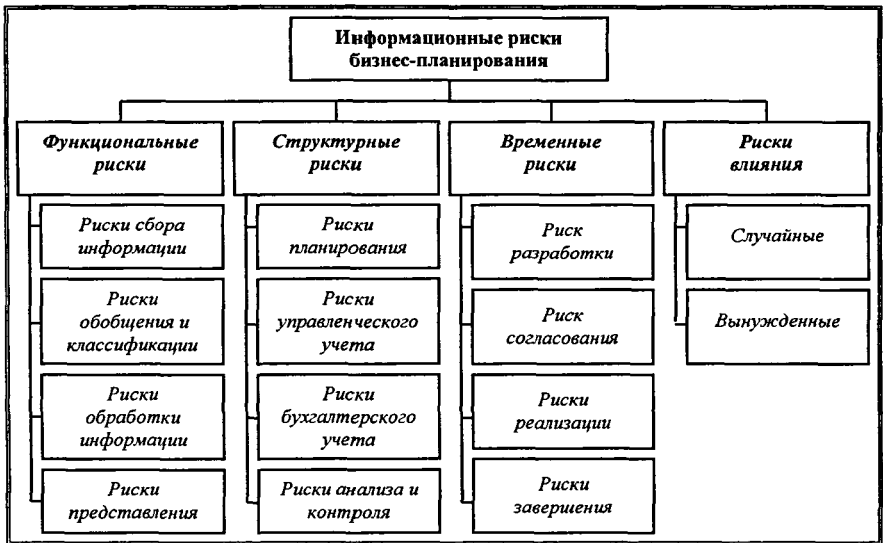 Информационные риски
бизнес-планирования
Функциональные
риски
Риски сбора
информации
Риски
обобщения и
классификации
Риски
обработки
информации
Риски
представления
Структурные
риски
Риски
планирования
Риски
управленческого
учета
Риски
бухгалтерского
учета
Риски анализа и
контроля
Временные
риски
Риск
разработки
Риск
согласования
Риски
реализации
Риски
завершения
Риски
влияния
Случайные
Вынужденные